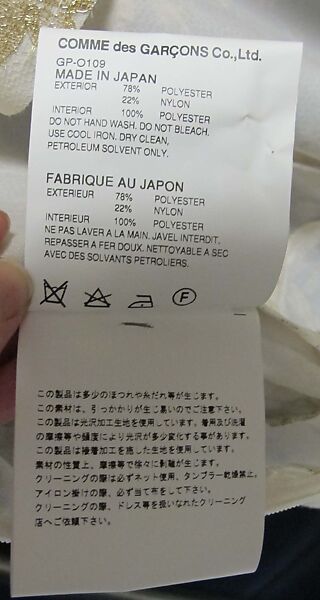 COMME des GARÇONS Co.,Ltd.
GP-O109
MADE IN JAPAN
EXTERIOR 78% POLYESTER
22% NYLON
INTERIOR 100% POLYESTER
DO NOT HAND WASH. DO NOT BLEACH.
USE COOL IRON. DRY CLEAN,
PETROLEUM SOLVENT ONLY.
FABRIQUE AU JAPON
EXTERIEUR 78% POLYESTER
22% NYLON
INTERIEUR 100% POLYESTER
NE PAS LAVER A LA MAIN. JAVEL INTERDIT.
REPASSER A FER DOUX. NETTOYABLE A SEC
AVEC DES SOLVANTS PETROLIERS.
F
この製品は多少のほつれや糸だれ等が生じます。
この素材は、引っかかりが生じ易いのでご注意下さい。
この製品は光沢加工生地を使用しています。着用及び洗濯
の摩擦等や頻度により光沢が多少変化する事があります。
この製品は接着加工を施した生地を使用しています。
素材の性質上、摩擦等で徐々に剥離が生じます。
クリーニングの際は必ずネット使用、タンブラー乾燥禁止。
アイロン掛けの際、必ず当て布をして下さい。
クリーニングの際、ドレス等を扱いなれたクリーニング
店へご依頼下さい。